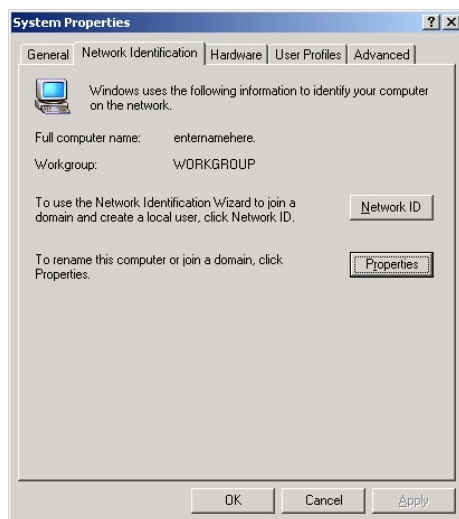 System Properties
General
Network Identification
Hardware
User Profiles
Advanced
Windows uses the following information to identify your computer
on the network.
Full computer name: enternamehere.
Workgroup: WORKGROUP
To use the Network Identification Wizard to join a
domain and create a local user, click Network ID.
Network ID
To rename this computer or join a domain, click
Properties.
Properties
OK
Cancel
Apply